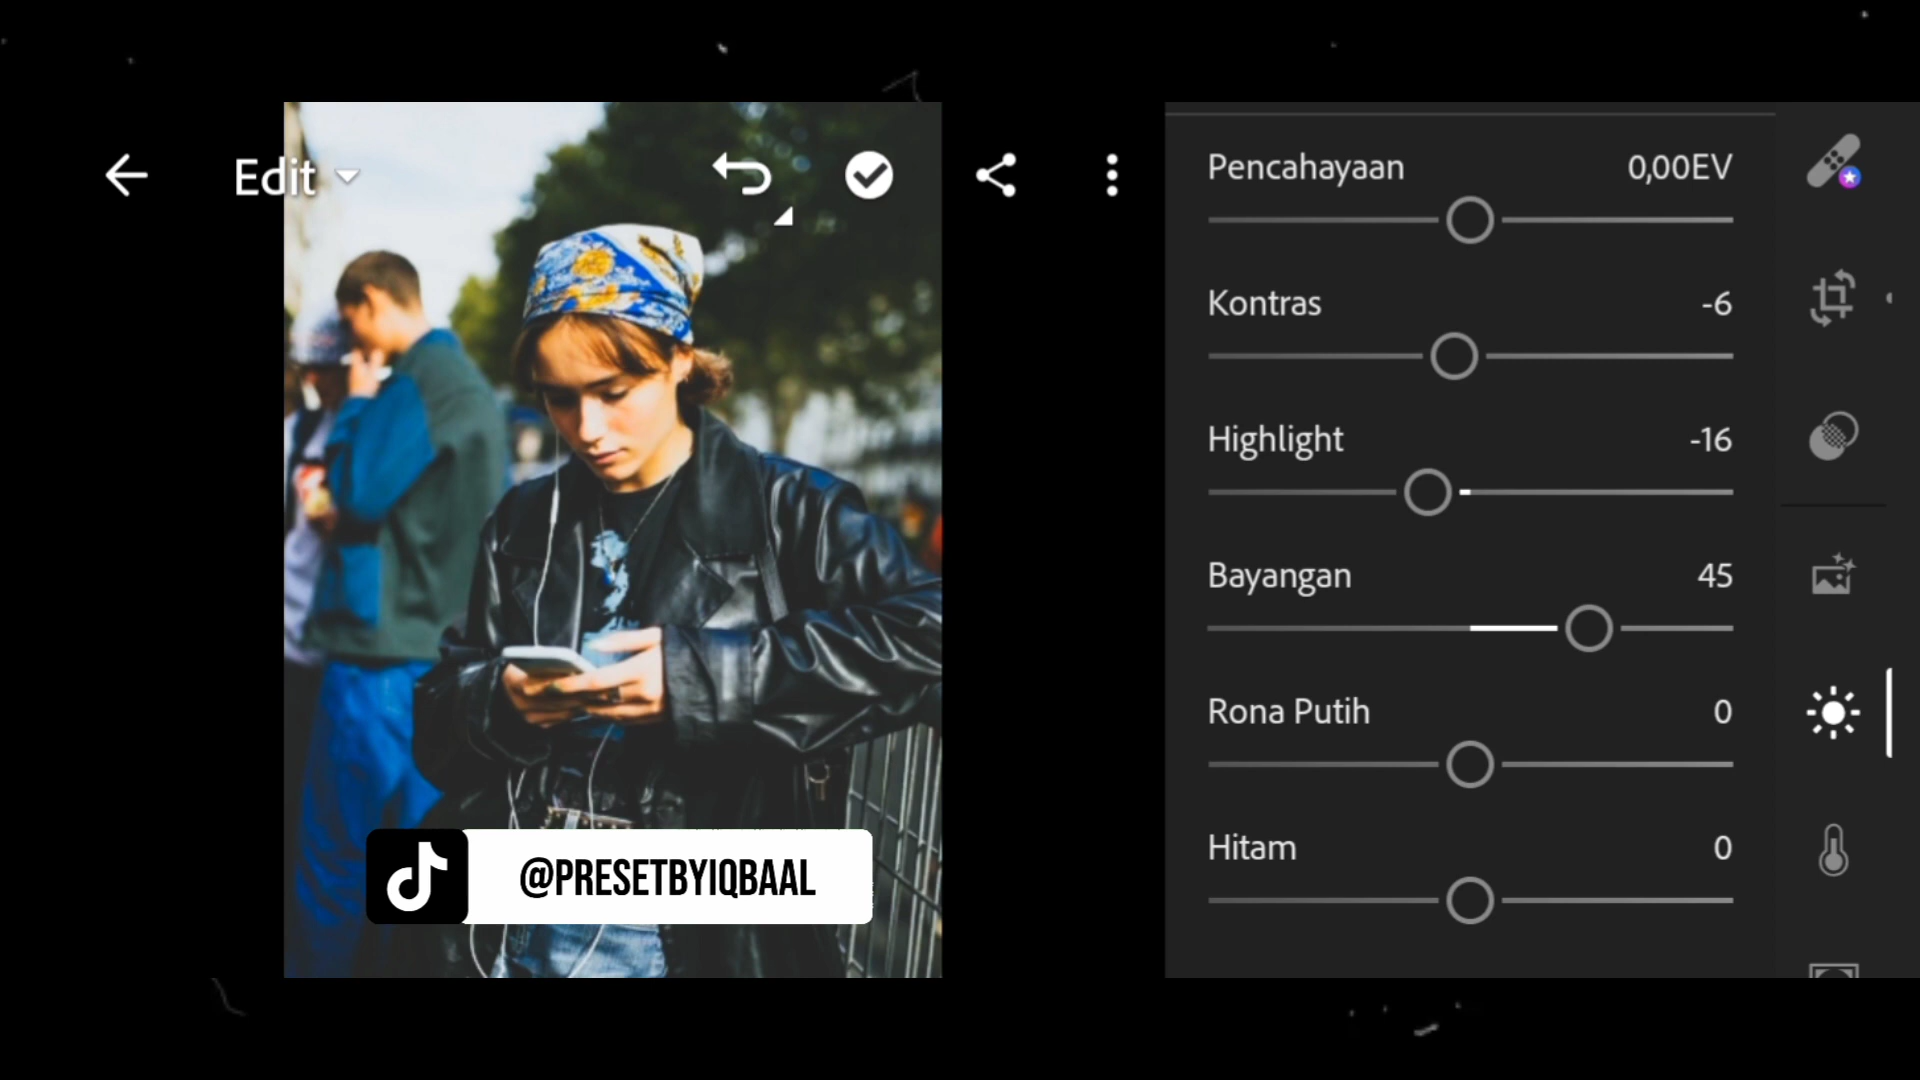 Edit
Pencahayaan 0,00EV
Kontras -6
Highlight -16
Bayangan 45
Rona Putih 0
Hitam 0
@PRESETBYIQBAAL